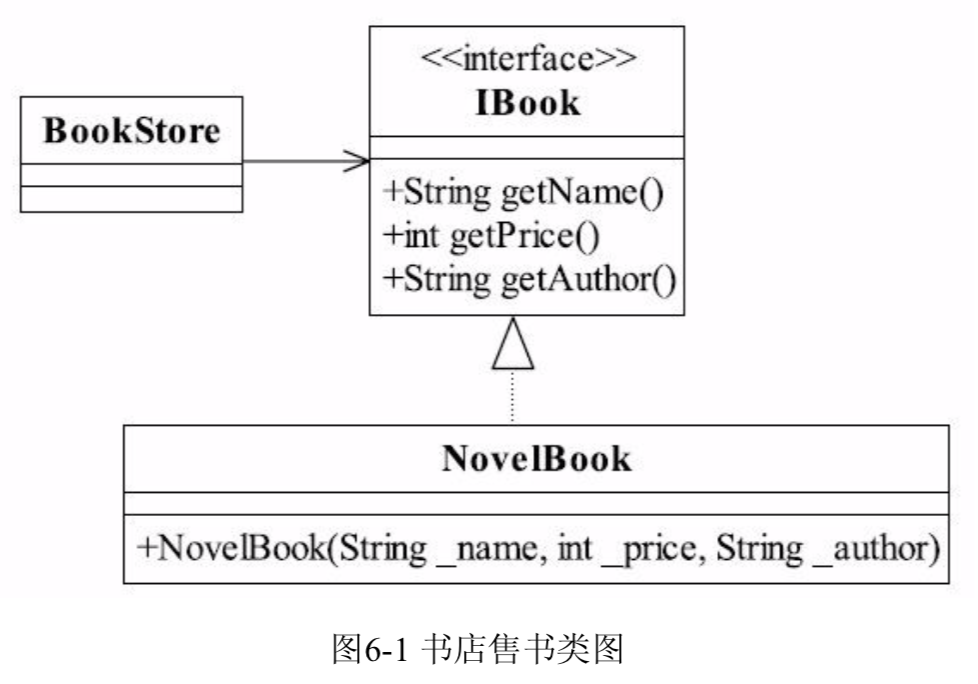 <<interface>>
IBook
BookStore
+String getName()
+int getPrice()
+String getAuthor()
NovelBook
+NovelBook(String _name, int _price, String _author)
图6-1 书店售书类图